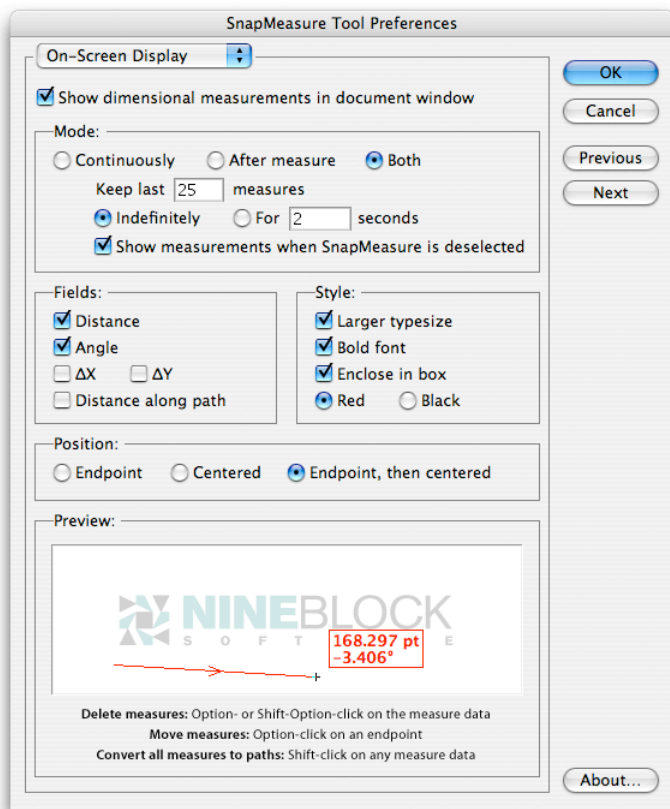 SnapMeasure Tool Preferences
On-Screen Display
OK
Show dimensional measurements in document window
Cancel
Mode:
Continuously After measure Both
Previous
Keep last 25 measures
Next
Indefinitely For 2 seconds
Show measurements when SnapMeasure is deselected
Fields:
Distance
Angle
ΔX ΔY
Distance along path
Style:
Larger typesize
Bold font
Enclose in box
Red Black
Position:
Endpoint Centered Endpoint, then centered
Preview:
NINEBLOCK
S O F T E
168.297 pt
-3.406°
Delete measures: Option- or Shift-Option-click on the measure data
Move measures: Option-click on an endpoint
Convert all measures to paths: Shift-click on any measure data
About...